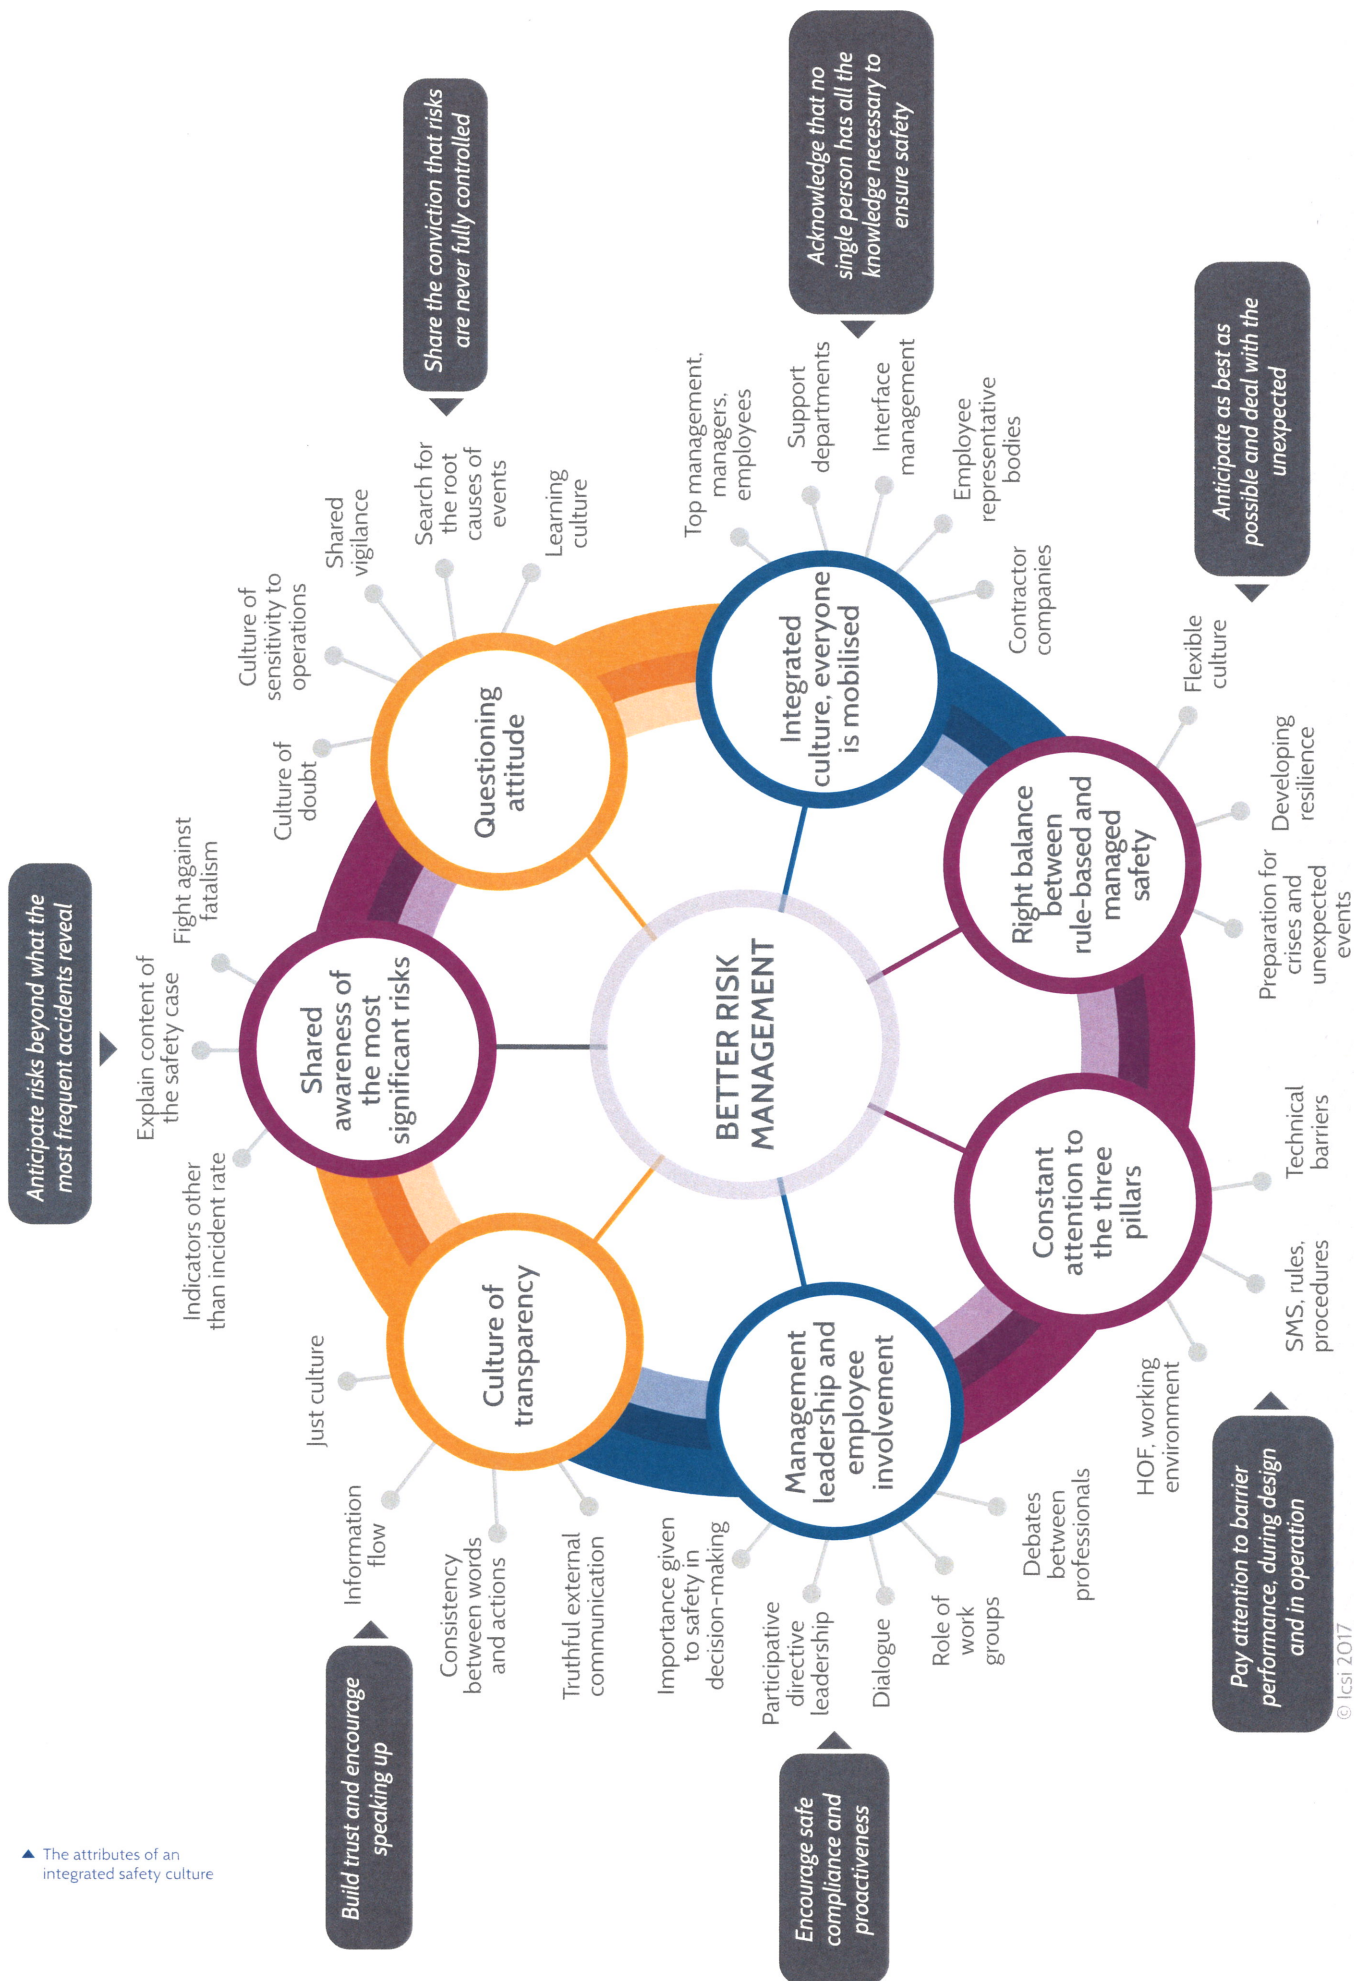 ▲ The attributes of an
integrated safety culture
Anticipate risks beyond what the
most frequent accidents reveal
Indicators other
than incident rate
Explain content of
the safety case
Fight against
fatalism
Shared
awareness of
the most
significant risks
Share the conviction that risks
are never fully controlled
Culture of
doubt
Culture of
sensitivity to
operations
Shared
vigilance
Search for
the root
causes of
events
Learning
culture
Questioning
attitude
Acknowledge that no
single person has all the
knowledge necessary to
ensure safety
Top management,
managers,
employees
Support
departments
Interface
management
Employee
representative
bodies
Contractor
companies
Integrated
culture, everyone
is mobilised
Anticipate as best as
possible and deal with the
unexpected
Flexible
culture
Developing
resilience
Preparation for
crises and
unexpected
events
Right balance
between
rule-based and
managed
safety
Pay attention to barrier
performance, during design
and in operation
Technical
barriers
SMS, rules,
procedures
HOF, working
environment
Constant
attention to
the three
pillars
Encourage safe
compliance and
proactiveness
Debates
between
professionals
Role of
work
groups
Dialogue
Participative
directive
leadership
Importance given
to safety in
decision-making
Management
leadership and
employee
involvement
Build trust and encourage
speaking up
Truthful external
communication
Consistency
between words
and actions
Information
flow
Just culture
Culture of
transparency
BETTER RISK
MANAGEMENT
© Icsi 2017